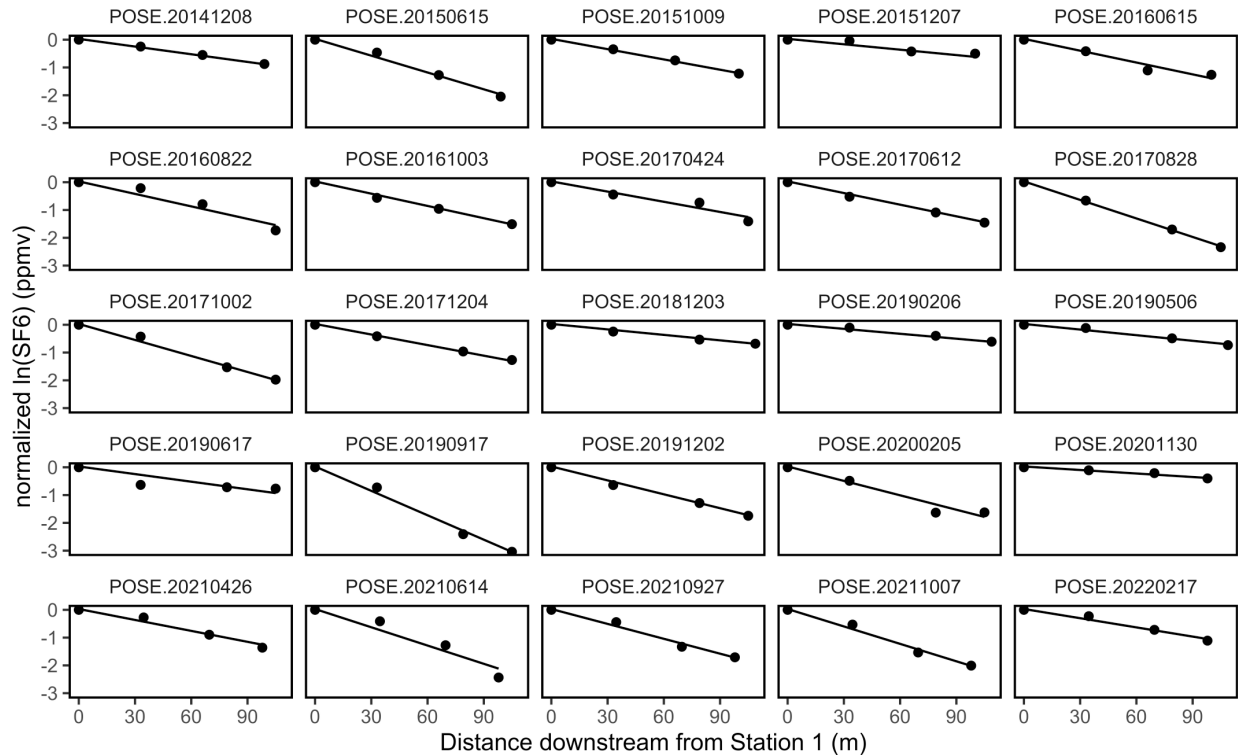 POSE.20141208 POSE.20150615 POSE.20151009 POSE.20151207 POSE.20160615
0
-1
-2
-3
POSE.20160822 POSE.20161003 POSE.20170424 POSE.20170612 POSE.20170828
0
-1
-2
-3
POSE.20171002 POSE.20171204 POSE.20181203 POSE.20190206 POSE.20190506
0
-1
-2
-3
POSE.20190617 POSE.20190917 POSE.20191202 POSE.20200205 POSE.20201130
0
-1
-2
-3
POSE.20210426 POSE.20210614 POSE.20210927 POSE.20211007 POSE.20220217
0
-1
-2
-3
0 30 60 90 0 30 60 90 0 30 60 90 0 30 60 90 0 30 60 90
Distance downstream from Station 1 (m)
normalized ln(SF6) (ppmv)